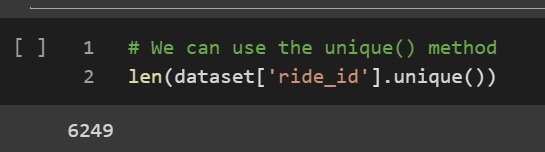 [ ] 1 # We can use the unique() method
2 len(dataset['ride_id'].unique())
6249